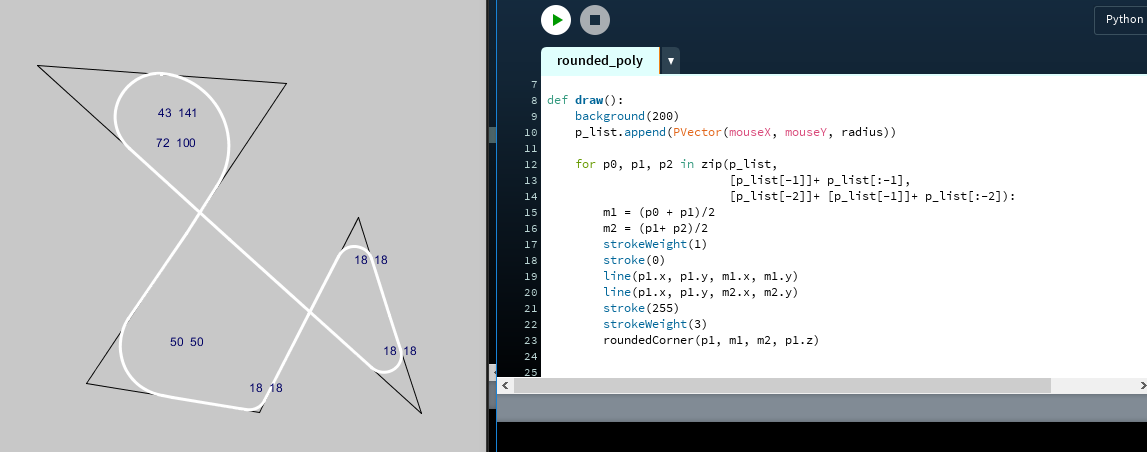 43 141
72 100
18 18
18 18
50 50
18 18
Python
rounded_poly
7
8 def draw():
9 background(200)
10 p_list.append(PVector(mouseX, mouseY, radius))
11
12 for p0, p1, p2 in zip(p_list,
13 [p_list[-1]]+ p_list[:-1],
14 [p_list[-2]]+ [p_list[-1]]+ p_list[:-2]):
15 m1 = (p0 + p1)/2
16 m2 = (p1+ p2)/2
17 strokeWeight(1)
18 stroke(0)
19 line(p1.x, p1.y, m1.x, m1.y)
20 line(p1.x, p1.y, m2.x, m2.y)
21 stroke(255)
22 strokeWeight(3)
23 roundedCorner(p1, m1, m2, p1.z)
24
25